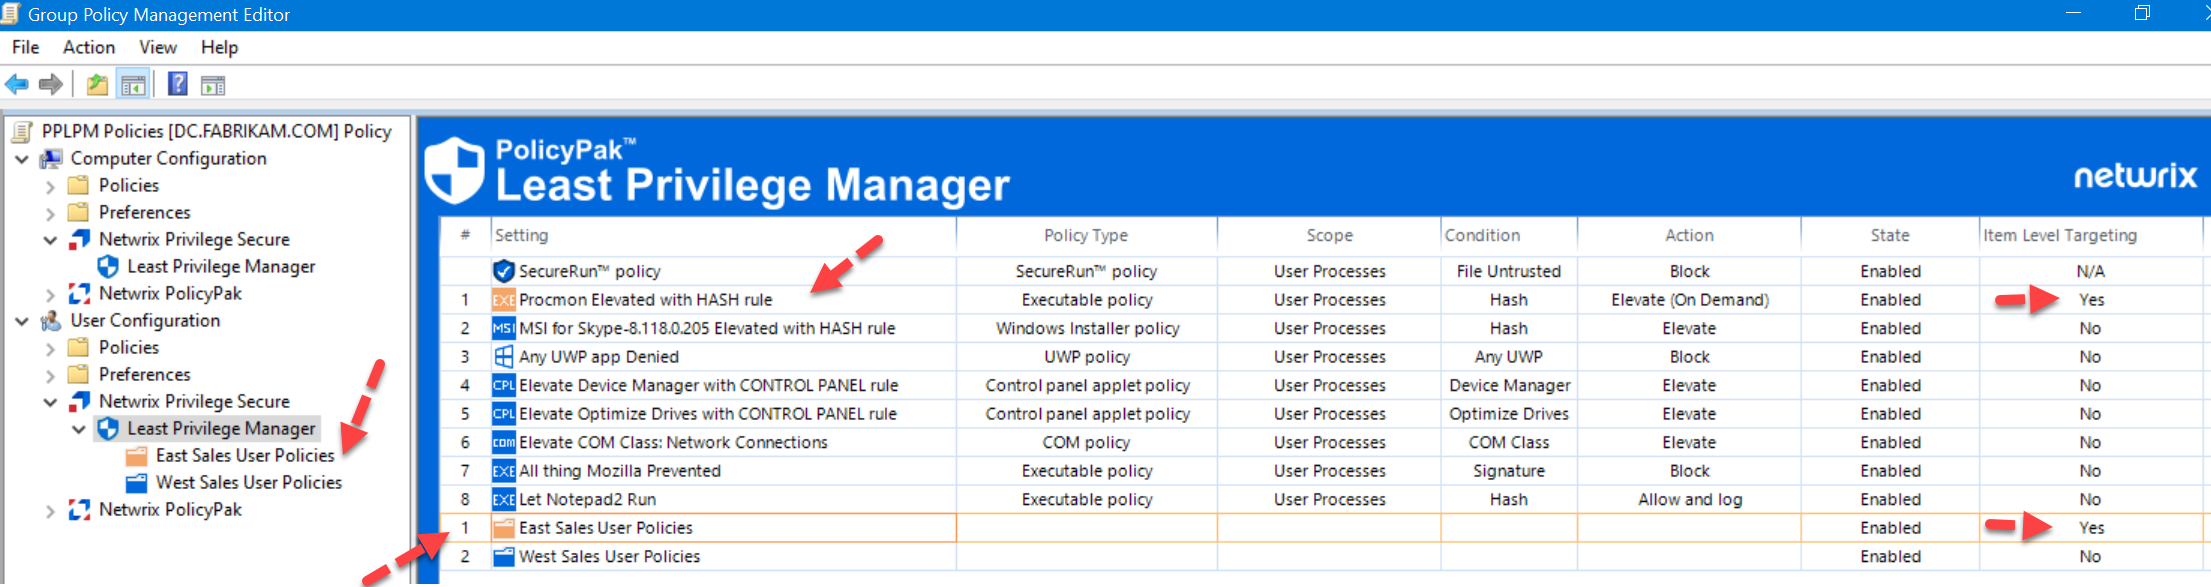 Group Policy Management Editor
File Action View Help
PPLPM Policies [DC.FABRIKAM.COM] Policy
Computer Configuration
Policies
Preferences
Netwrix Privilege Secure
Least Privilege Manager
Netwrix PolicyPak
User Configuration
Policies
Preferences
Netwrix Privilege Secure
Least Privilege Manager
East Sales User Policies
West Sales User Policies
Netwrix PolicyPak
PolicyPak™
Least Privilege Manager
netwrix
# Setting Policy Type Scope Condition Action State Item Level Targeting
SecureRun™ policy SecureRun™ policy User Processes File Untrusted Block Enabled N/A
1 EXE Procmon Elevated with HASH rule Executable policy User Processes Hash Elevate (On Demand) Enabled Yes
2 MSI MSI for Skype-8.118.0.205 Elevated with HASH rule Windows Installer policy User Processes Hash Elevate Enabled No
3 Any UWP app Denied UWP policy User Processes Any UWP Block Enabled No
4 CPL Elevate Device Manager with CONTROL PANEL rule Control panel applet policy User Processes Device Manager Elevate Enabled No
5 CPL Elevate Optimize Drives with CONTROL PANEL rule Control panel applet policy User Processes Optimize Drives Elevate Enabled No
6 COM Elevate COM Class: Network Connections COM policy User Processes COM Class Elevate Enabled No
7 EXE All thing Mozilla Prevented Executable policy User Processes Signature Block Enabled No
8 EXE Let Notepad2 Run Executable policy User Processes Hash Allow and log Enabled No
1 East Sales User Policies Enabled Yes
2 West Sales User Policies Enabled No